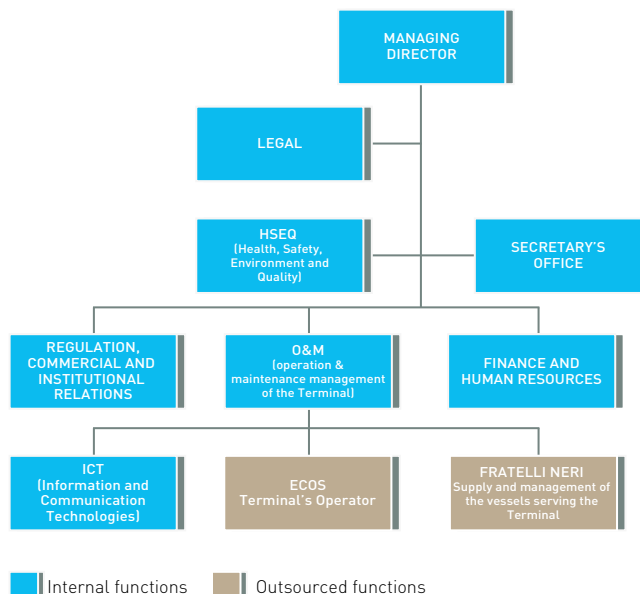 MANAGING
DIRECTOR
LEGAL
HSEQ
(Health, Safety,
Environment and
Quality)
SECRETARY'S
OFFICE
REGULATION,
COMMERCIAL AND
INSTITUTIONAL
RELATIONS
O&M
(operation &
maintenance management
of the Terminal)
FINANCE AND
HUMAN RESOURCES
ICT
(Information and
Communication
Technologies)
ECOS
Terminal's Operator
FRATELLI NERI
Supply and management of
the vessels serving the
Terminal
Internal functions
Outsourced functions